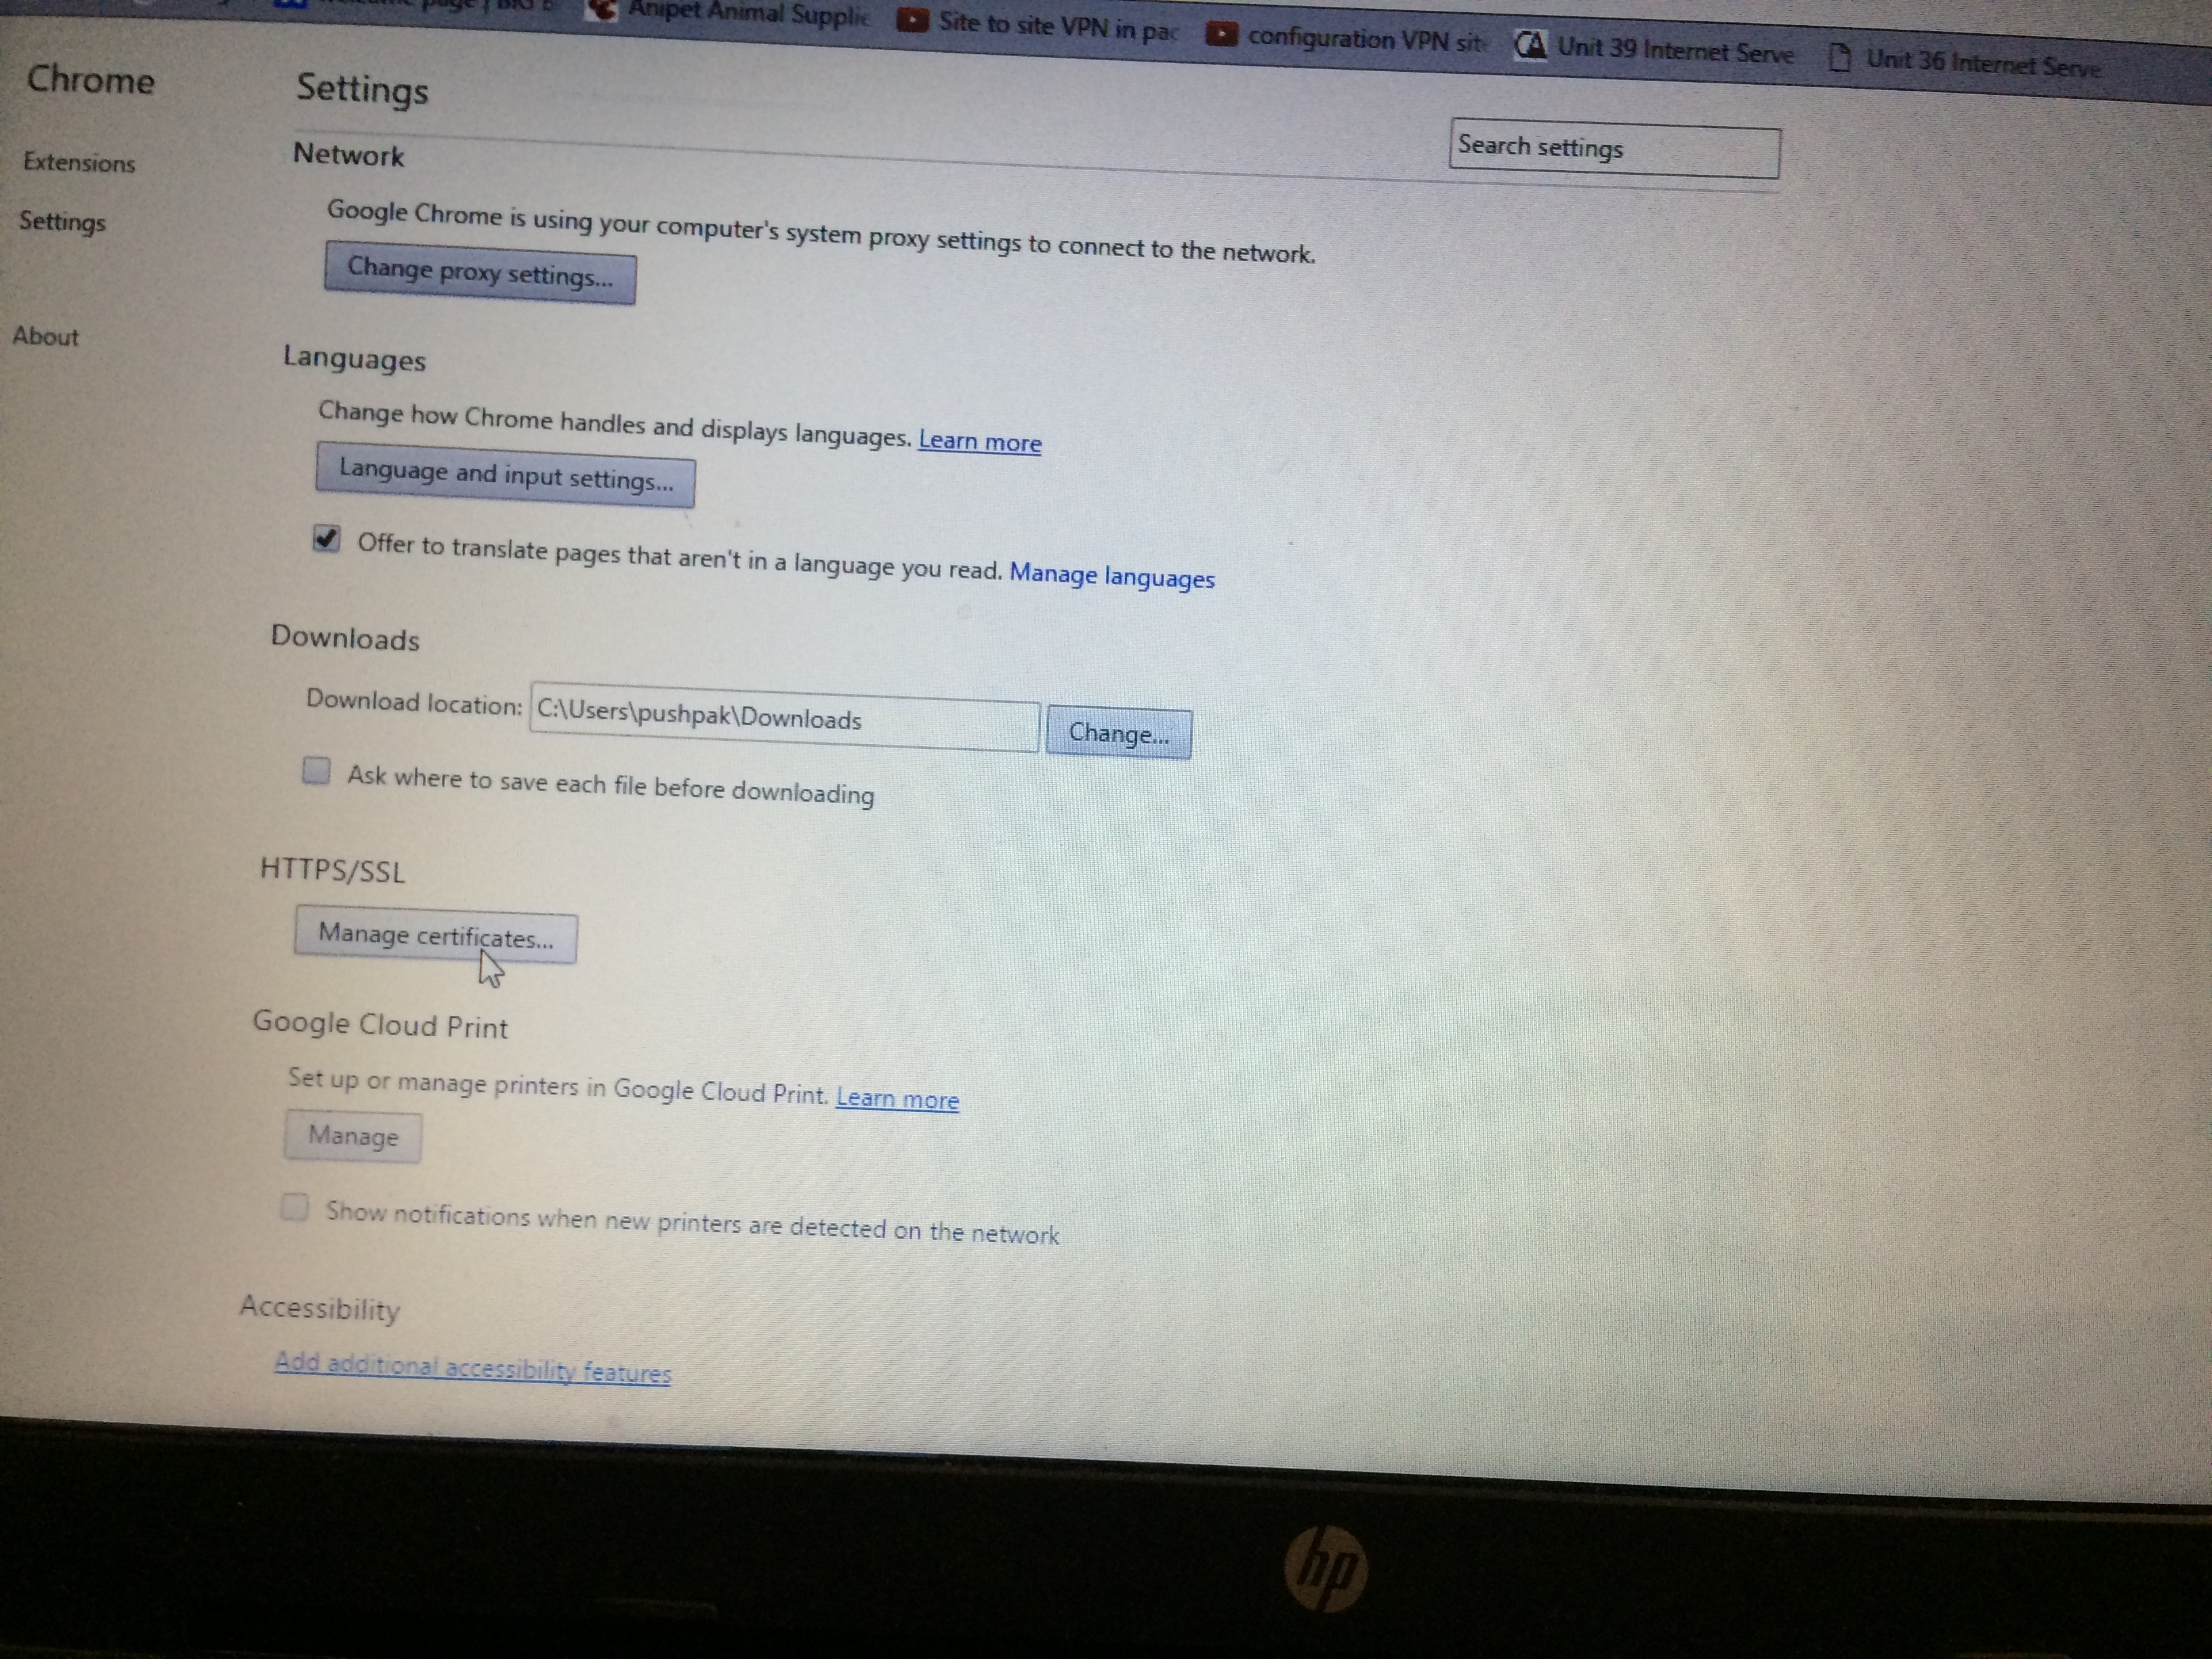 Anipet Animal Supplie
Site to site VPN in pac
configuration VPN site
Unit 39 Internet Serve
Unit 36 Internet Serve
Chrome
Settings
Search settings
Extensions
Settings
About
Network
Google Chrome is using your computer's system proxy settings to connect to the network.
Change proxy settings...
Languages
Change how Chrome handles and displays languages. Learn more
Language and input settings...
Offer to translate pages that aren't in a language you read. Manage languages
Downloads
Download location: C:\Users\pushpak\Downloads Change...
Ask where to save each file before downloading
HTTPS/SSL
Manage certificates...
Google Cloud Print
Set up or manage printers in Google Cloud Print. Learn more
Manage
Show notifications when new printers are detected on the network
Accessibility
Add additional accessibility features
hp